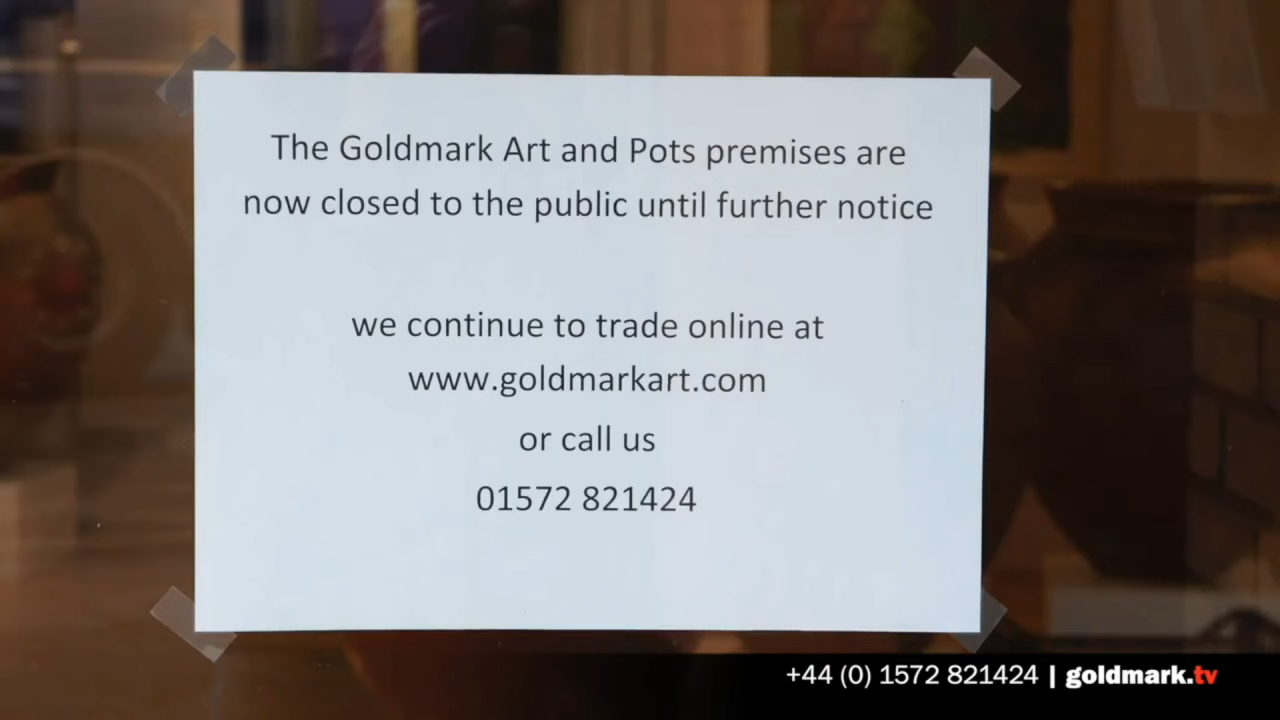 The Goldmark Art and Pots premises are
now closed to the public until further notice
we continue to trade online at
www.goldmarkart.com
or call us
01572 821424
+44 (0) 1572 821424 | goldmark.tv